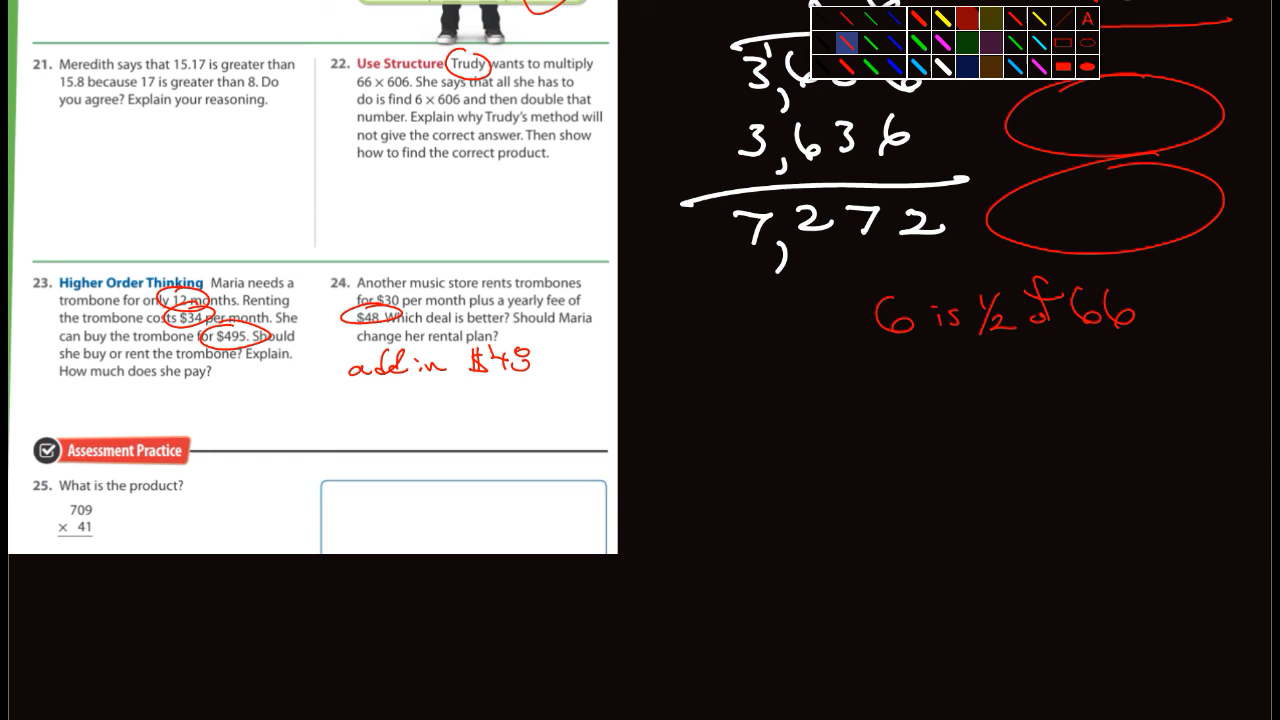 21. Meredith says that 15.17 is greater than
15.8 because 17 is greater than 8. Do
you agree? Explain your reasoning.
22. Use Structure Trudy wants to multiply
66 × 606. She says that all she has to
do is find 6 × 606 and then double that
number. Explain why Trudy's method will
not give the correct answer. Then show
how to find the correct product.
23. Higher Order Thinking Maria needs a
trombone for only 12 months. Renting
the trombone costs $34 per month. She
can buy the trombone for $495. Should
she buy or rent the trombone? Explain.
How much does she pay?
24. Another music store rents trombones
for $30 per month plus a yearly fee of
$48. Which deal is better? Should Maria
change her rental plan?
add in $48
Assessment Practice
25. What is the product?
709
× 41
A
3,636
7,272
6 is 1/2 of 66